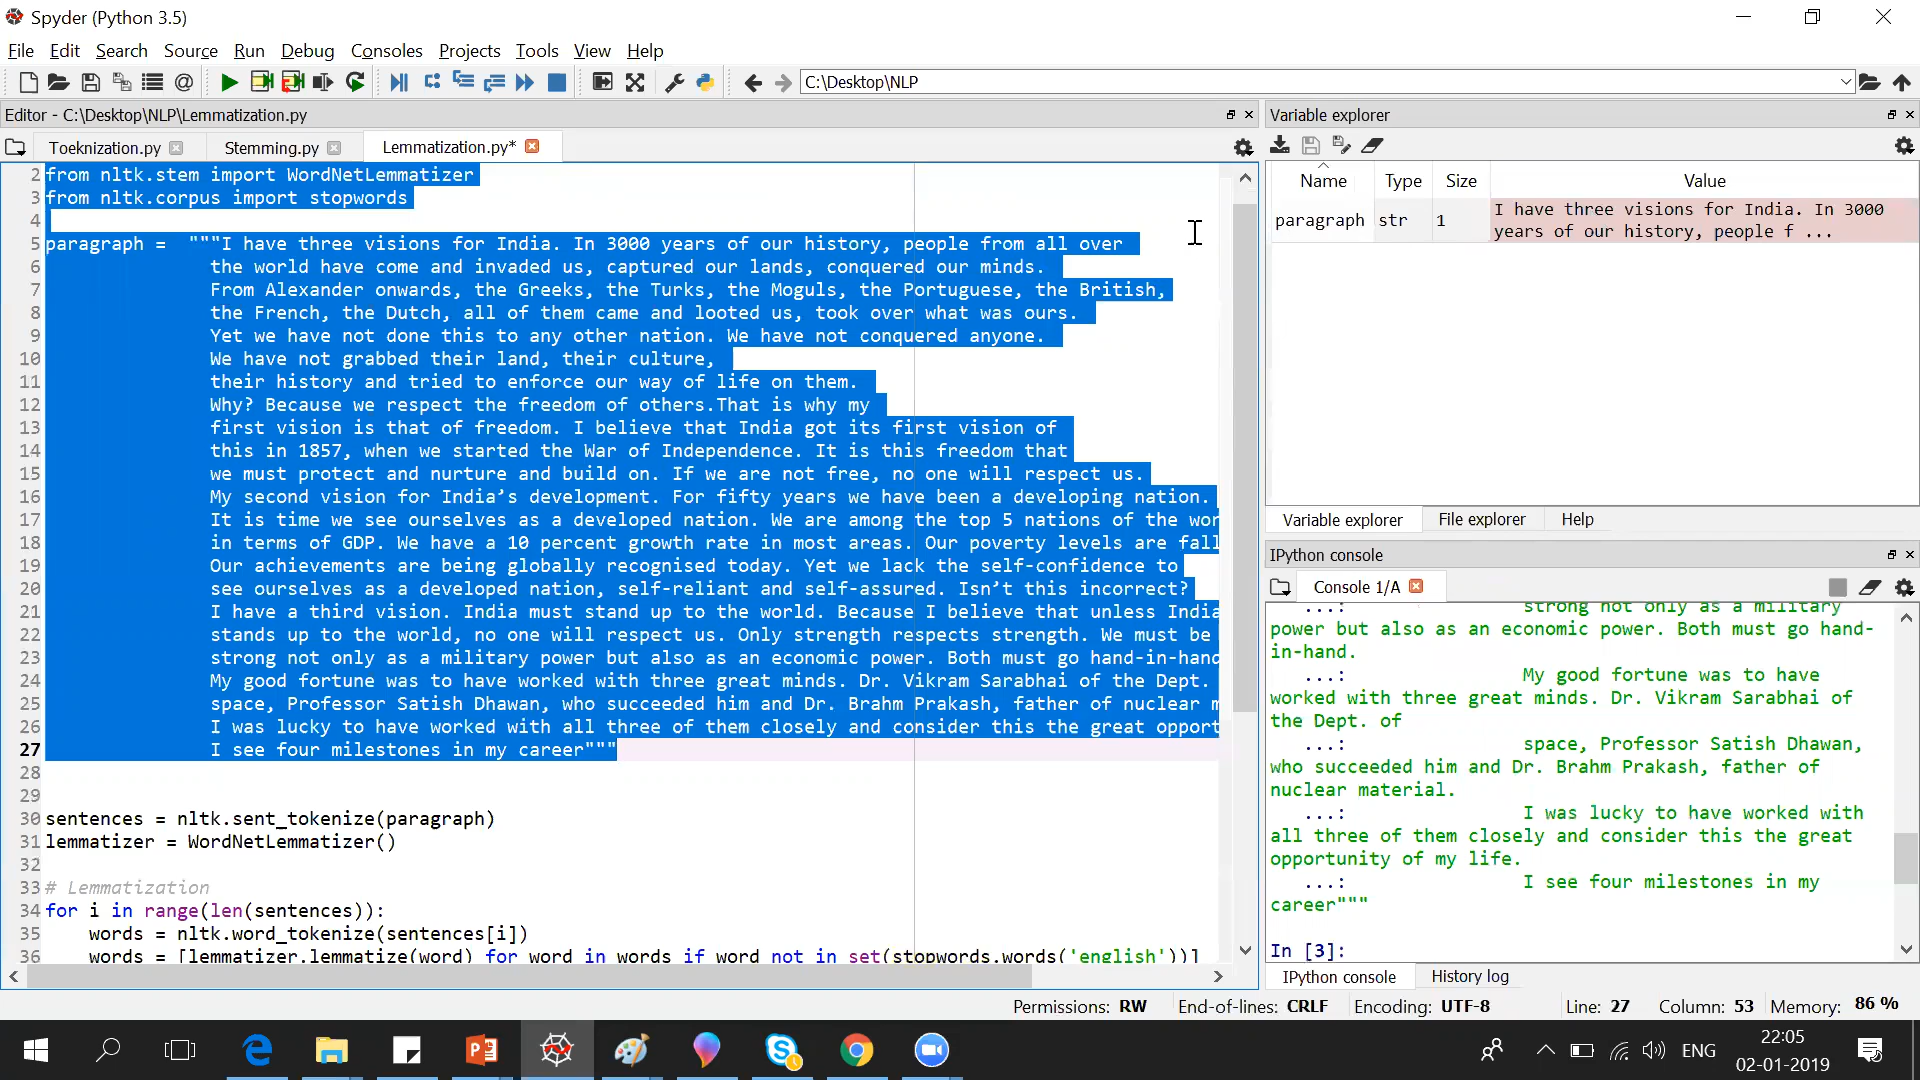 Spyder (Python 3.5)
File Edit Search Source Run Debug Consoles Projects Tools View Help
C:\Desktop\NLP
Editor - C:\Desktop\NLP\Lemmatization.py
Toeknization.py Stemming.py Lemmatization.py*
2 from nltk.stem import WordNetLemmatizer
3 from nltk.corpus import stopwords
4
5 paragraph = """I have three visions for India. In 3000 years of our history, people from all over
6 the world have come and invaded us, captured our lands, conquered our minds.
7 From Alexander onwards, the Greeks, the Turks, the Moguls, the Portuguese, the British,
8 the French, the Dutch, all of them came and looted us, took over what was ours.
9 Yet we have not done this to any other nation. We have not conquered anyone.
10 We have not grabbed their land, their culture,
11 their history and tried to enforce our way of life on them.
12 Why? Because we respect the freedom of others.That is why my
13 first vision is that of freedom. I believe that India got its first vision of
14 this in 1857, when we started the War of Independence. It is this freedom that
15 we must protect and nurture and build on. If we are not free, no one will respect us.
16 My second vision for India’s development. For fifty years we have been a developing nation.
17 It is time we see ourselves as a developed nation. We are among the top 5 nations of the wor
18 in terms of GDP. We have a 10 percent growth rate in most areas. Our poverty levels are fall
19 Our achievements are being globally recognised today. Yet we lack the self-confidence to
20 see ourselves as a developed nation, self-reliant and self-assured. Isn’t this incorrect?
21 I have a third vision. India must stand up to the world. Because I believe that unless India
22 stands up to the world, no one will respect us. Only strength respects strength. We must be
23 strong not only as a military power but also as an economic power. Both must go hand-in-hand
24 My good fortune was to have worked with three great minds. Dr. Vikram Sarabhai of the Dept.
25 space, Professor Satish Dhawan, who succeeded him and Dr. Brahm Prakash, father of nuclear m
26 I was lucky to have worked with all three of them closely and consider this the great opport
27 I see four milestones in my career"""
28
29
30 sentences = nltk.sent_tokenize(paragraph)
31 lemmatizer = WordNetLemmatizer()
32
33 # Lemmatization
34 for i in range(len(sentences)):
35 words = nltk.word_tokenize(sentences[i])
36 words = [lemmatizer.lemmatize(word) for word in words if word not in set(stopwords.words('english'))]
Variable explorer
Name Type Size Value
paragraph str 1 I have three visions for India. In 3000
years of our history, people f ...
Variable explorer File explorer Help
IPython console
Console 1/A
...: strong not only as a military
power but also as an economic power. Both must go hand-
in-hand.
...: My good fortune was to have
worked with three great minds. Dr. Vikram Sarabhai of
the Dept. of
...: space, Professor Satish Dhawan,
who succeeded him and Dr. Brahm Prakash, father of
nuclear material.
...: I was lucky to have worked with
all three of them closely and consider this the great
opportunity of my life.
...: I see four milestones in my
career"""
In [3]:
IPython console History log
Permissions: RW End-of-lines: CRLF Encoding: UTF-8 Line: 27 Column: 53 Memory: 86 %
ENG
22:05
02-01-2019